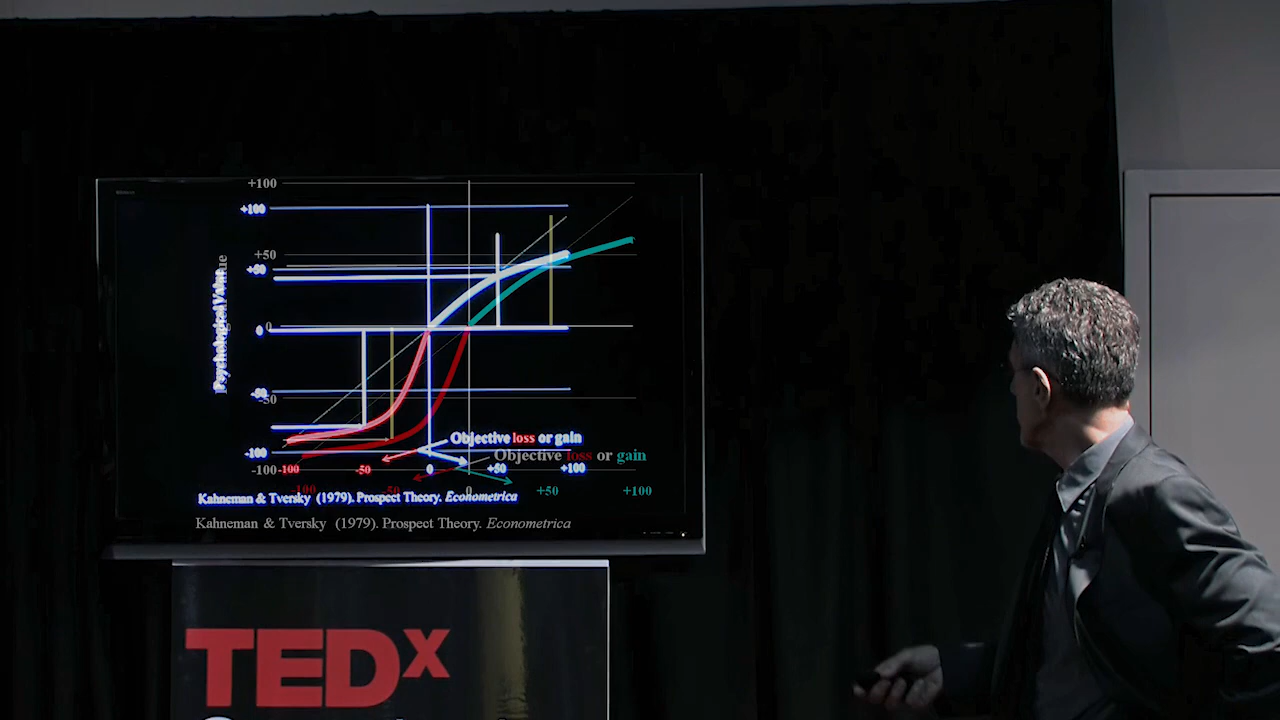 +100
+100
+50
+50
0
0
Psychological Value
-50
-50
-100
-100
Objective loss or gain
Objective loss or gain
-100 -50 0 +50 +100
-100 -50 0 +50 +100
Kahneman & Tversky (1979). Prospect Theory. Econometrica
Kahneman & Tversky (1979). Prospect Theory. Econometrica
TEDx